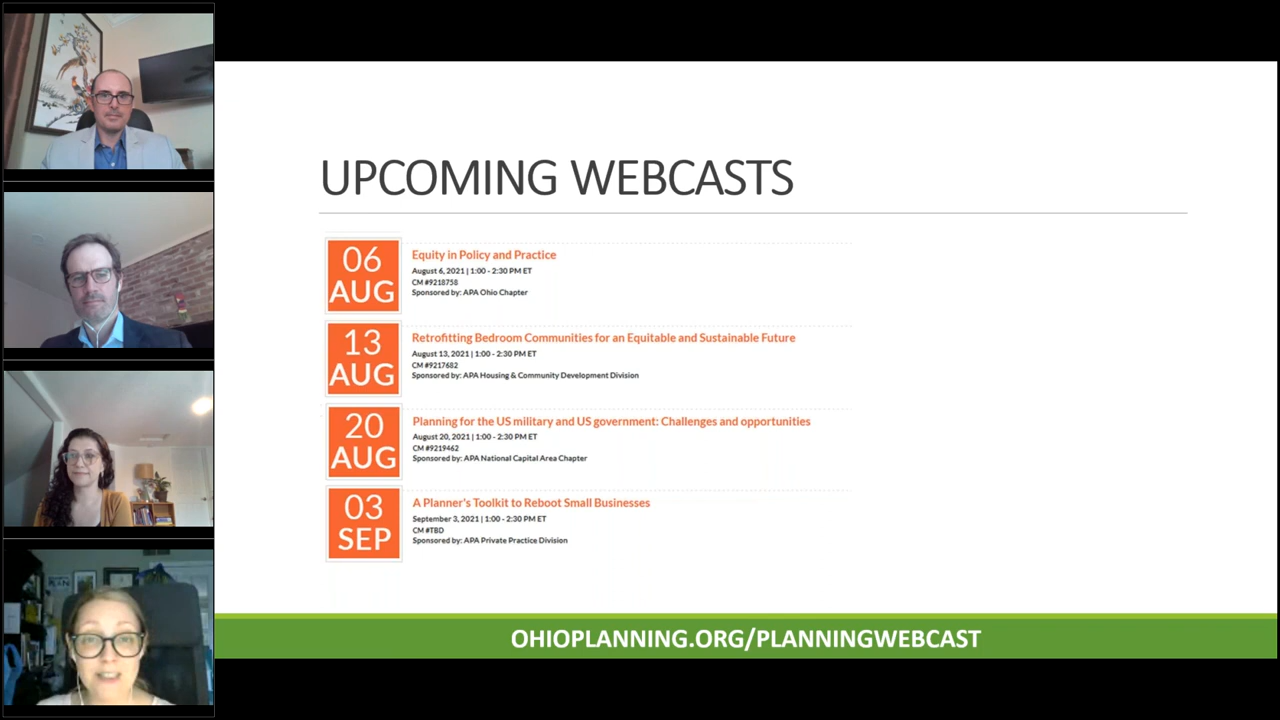 UPCOMING WEBCASTS
06
AUG
Equity in Policy and Practice
August 6, 2021 | 1:00 - 2:30 PM ET
CM #9218758
Sponsored by: APA Ohio Chapter
13
AUG
Retrofitting Bedroom Communities for an Equitable and Sustainable Future
August 13, 2021 | 1:00 - 2:30 PM ET
CM #9217682
Sponsored by: APA Housing & Community Development Division
20
AUG
Planning for the US military and US government: Challenges and opportunities
August 20, 2021 | 1:00 - 2:30 PM ET
CM #9219462
Sponsored by: APA National Capital Area Chapter
03
SEP
A Planner's Toolkit to Reboot Small Businesses
September 3, 2021 | 1:00 - 2:30 PM ET
CM #TBD
Sponsored by: APA Private Practice Division
OHIOPLANNING.ORG/PLANNINGWEBCAST